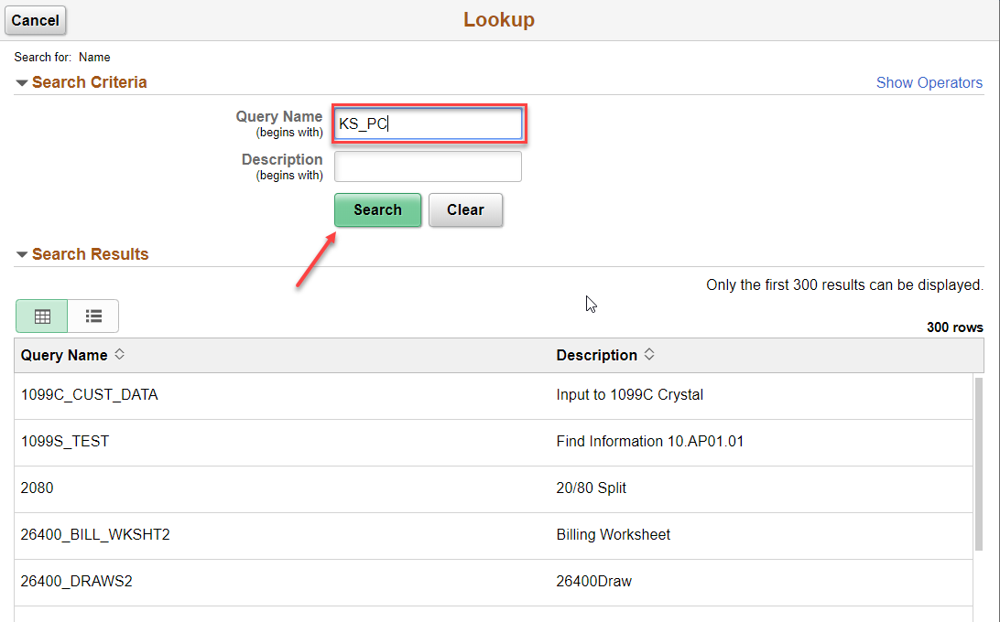 Cancel
Lookup
Search for: Name
Search Criteria
Show Operators
Query Name
(begins with)
KS_PC
Description
(begins with)
Search
Clear
Search Results
Only the first 300 results can be displayed.
300 rows
Query Name Description
1099C_CUST_DATA Input to 1099C Crystal
1099S_TEST Find Information 10.AP01.01
2080 20/80 Split
26400_BILL_WKSHT2 Billing Worksheet
26400_DRAWS2 26400Draw